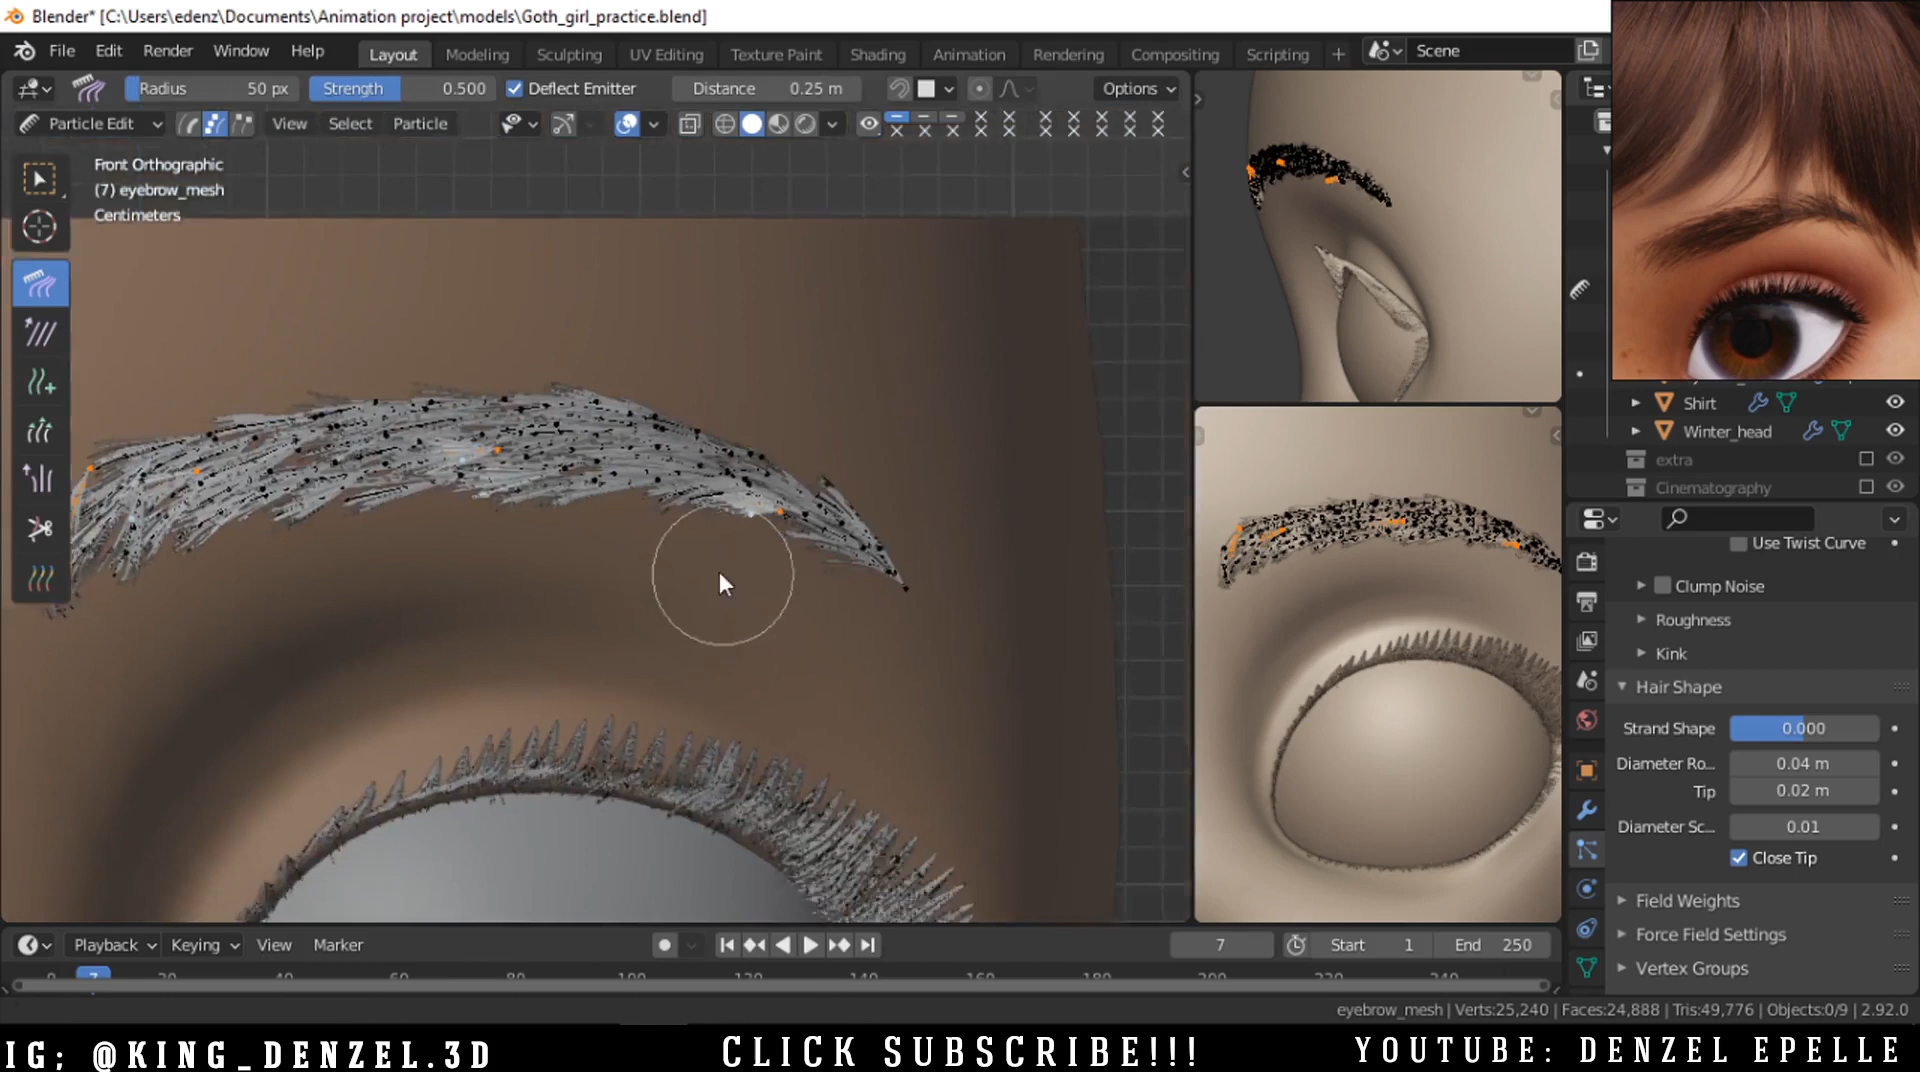 Blender* [C:\Users\edenz\Documents\Animation project\models\Goth_girl_practice.blend]
File Edit Render Window Help Layout Modeling Sculpting UV Editing Texture Paint Shading Animation Rendering Compositing Scripting + Scene
Radius 50 px Strength 0.500 Deflect Emitter Distance 0.25 m Options
Particle Edit View Select Particle
Front Orthographic
(7) eyebrow_mesh
Centimeters
Shirt
Winter_head
extra
Cinematography
Use Twist Curve
Clump Noise
Roughness
Kink
Hair Shape
Strand Shape 0.000
Diameter Ro... 0.04 m
Tip 0.02 m
Diameter Sc... 0.01
Close Tip
Field Weights
Force Field Settings
Vertex Groups
Playback Keying View Marker 7 Start 1 End 250
7
eyebrow_mesh | Verts:25,240 | Faces:24,888 | Tris:49,776 | Objects:0/9 | 2.92.0
IG; @KING_DENZEL.3D CLICK SUBSCRIBE!!! YOUTUBE: DENZEL EPELLE